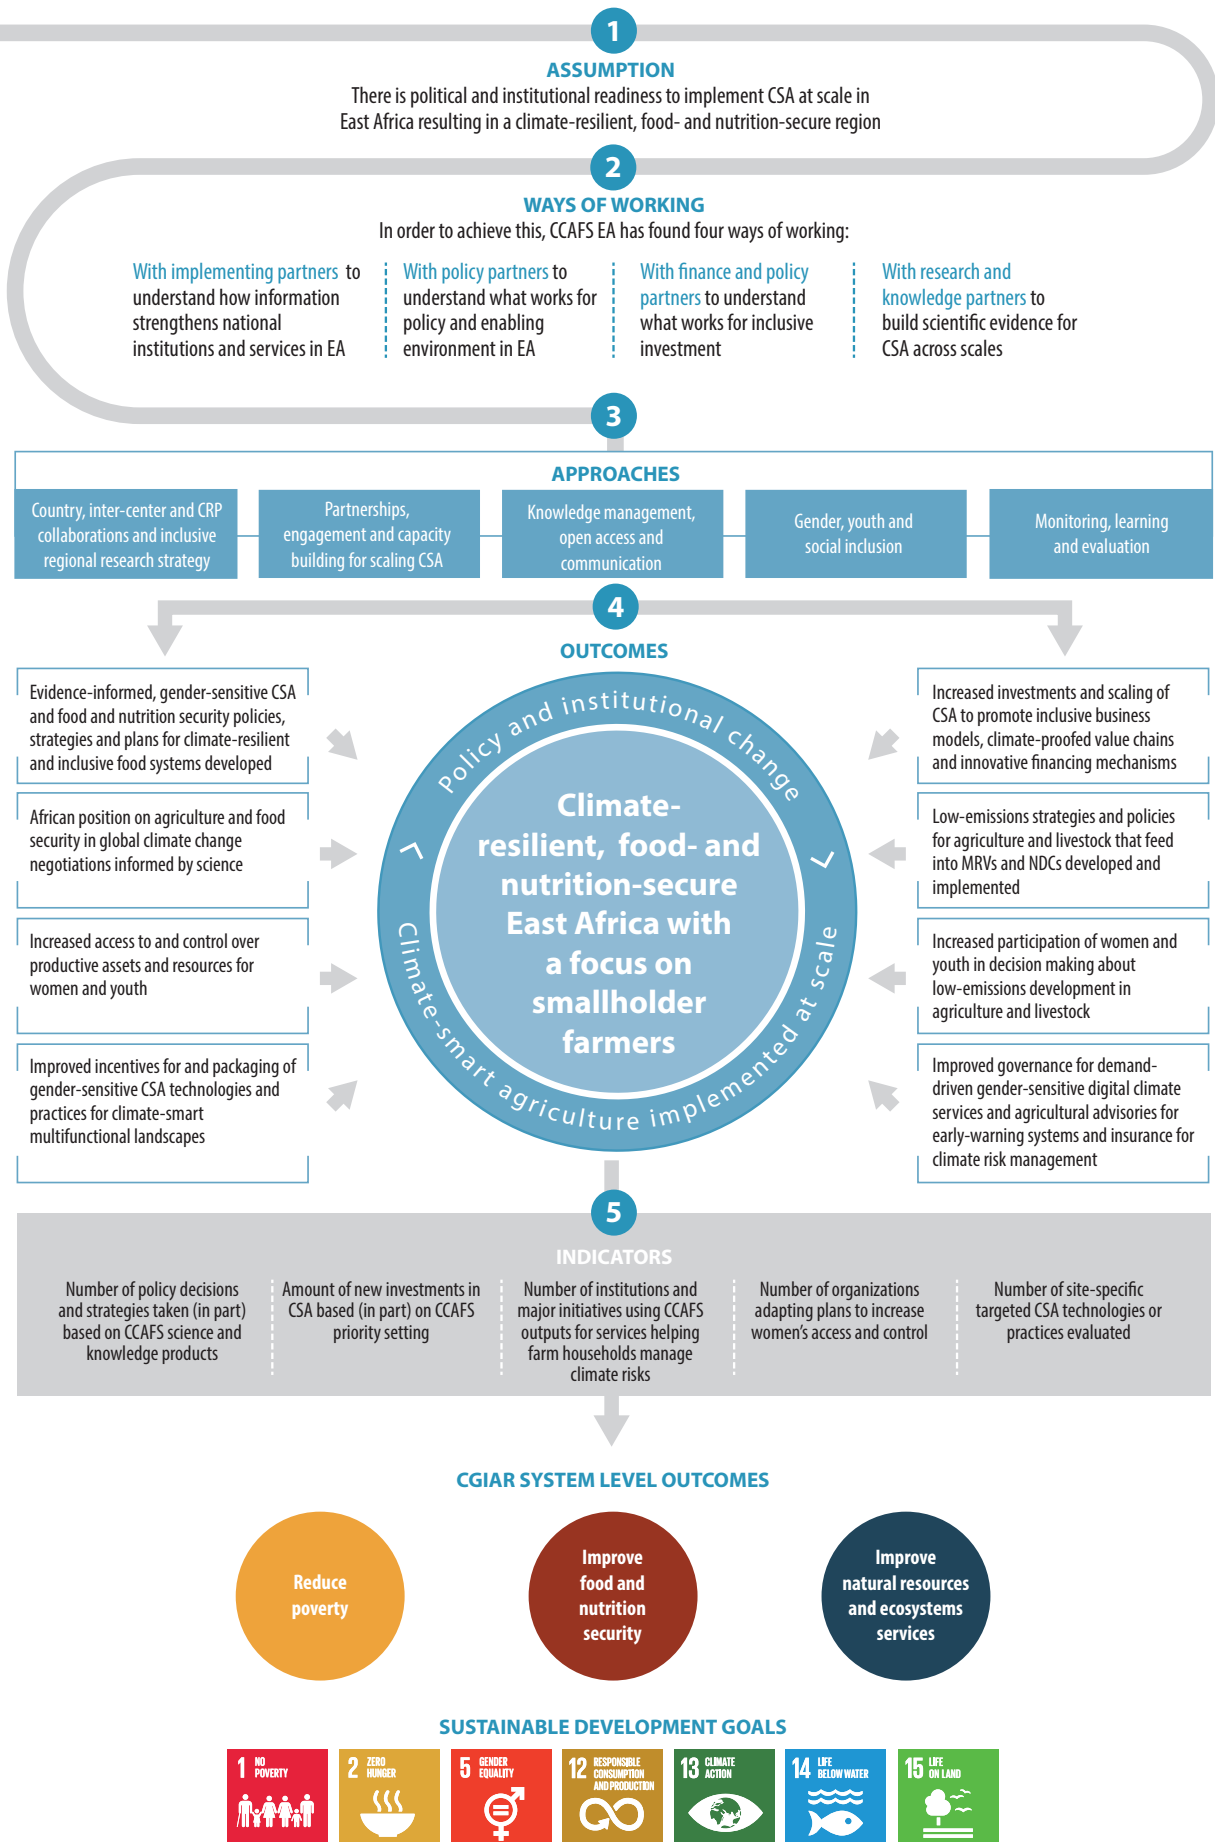 1
ASSUMPTION
There is political and institutional readiness to implement CSA at scale in
East Africa resulting in a climate-resilient, food- and nutrition-secure region
2
WAYS OF WORKING
In order to achieve this, CCAFS EA has found four ways of working:
With implementing partners to
understand how information
strengthens national
institutions and services in EA
With policy partners to
understand what works for
policy and enabling
environment in EA
With finance and policy
partners to understand
what works for inclusive
investment
With research and
knowledge partners to
build scientific evidence for
CSA across scales
3
APPROACHES
Country, inter-center and CRP
collaborations and inclusive
regional research strategy
Partnerships,
engagement and capacity
building for scaling CSA
Knowledge management,
open access and
communication
Gender, youth and
social inclusion
Monitoring, learning
and evaluation
4
OUTCOMES
Evidence-informed, gender-sensitive CSA
and food and nutrition security policies,
strategies and plans for climate-resilient
and inclusive food systems developed
African position on agriculture and food
security in global climate change
negotiations informed by science
Increased access to and control over
productive assets and resources for
women and youth
Improved incentives for and packaging of
gender-sensitive CSA technologies and
practices for climate-smart
multifunctional landscapes
Policy and institutional change
Climate-
resilient, food- and
nutrition-secure
East Africa with
a focus on
smallholder
farmers
Climate-smart agriculture implemented at scale
Increased investments and scaling of
CSA to promote inclusive business
models, climate-proofed value chains
and innovative financing mechanisms
Low-emissions strategies and policies
for agriculture and livestock that feed
into MRVs and NDCs developed and
implemented
Increased participation of women and
youth in decision making about
low-emissions development in
agriculture and livestock
Improved governance for demand-
driven gender-sensitive digital climate
services and agricultural advisories for
early-warning systems and insurance for
climate risk management
5
INDICATORS
Number of policy decisions
and strategies taken (in part)
based on CCAFS science and
knowledge products
Amount of new investments in
CSA based (in part) on CCAFS
priority setting
Number of institutions and
major initiatives using CCAFS
outputs for services helping
farm households manage
climate risks
Number of organizations
adapting plans to increase
women's access and control
Number of site-specific
targeted CSA technologies or
practices evaluated
CGIAR SYSTEM LEVEL OUTCOMES
Reduce
poverty
Improve
food and
nutrition
security
Improve
natural resources
and ecosystems
services
SUSTAINABLE DEVELOPMENT GOALS
1 NO
POVERTY
2 ZERO
HUNGER
5 GENDER
EQUALITY
12 RESPONSIBLE
CONSUMPTION
AND PRODUCTION
13 CLIMATE
ACTION
14 LIFE
BELOW WATER
15 LIFE
ON LAND